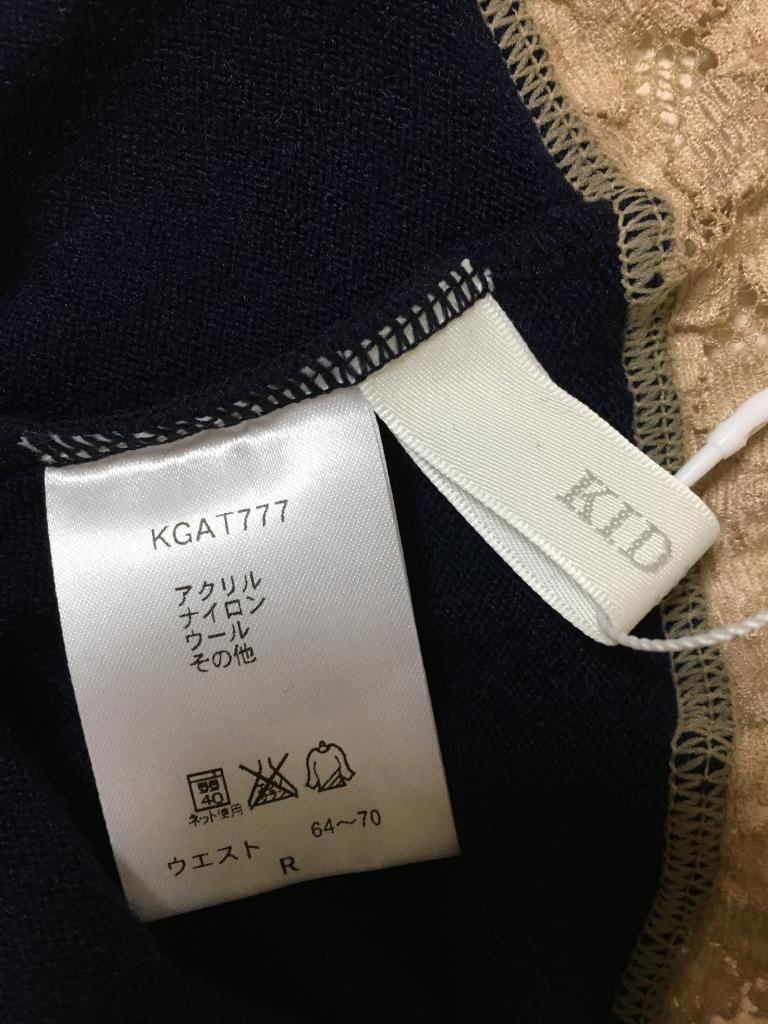 KGAT777
アクリル
ナイロン
ウール
その他
弱
40
ネット使用
ウエスト 64～70
R
KID